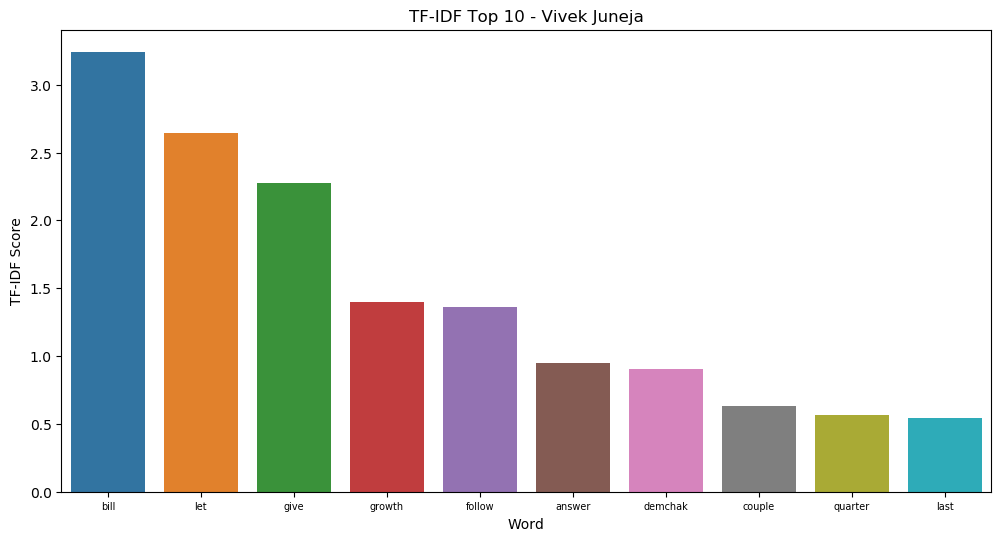 TF-IDF Top 10 - Vivek Juneja
TF-IDF Score
3.0
2.5
2.0
1.5
1.0
0.5
0.0
bill let give growth follow answer demchak couple quarter last
Word